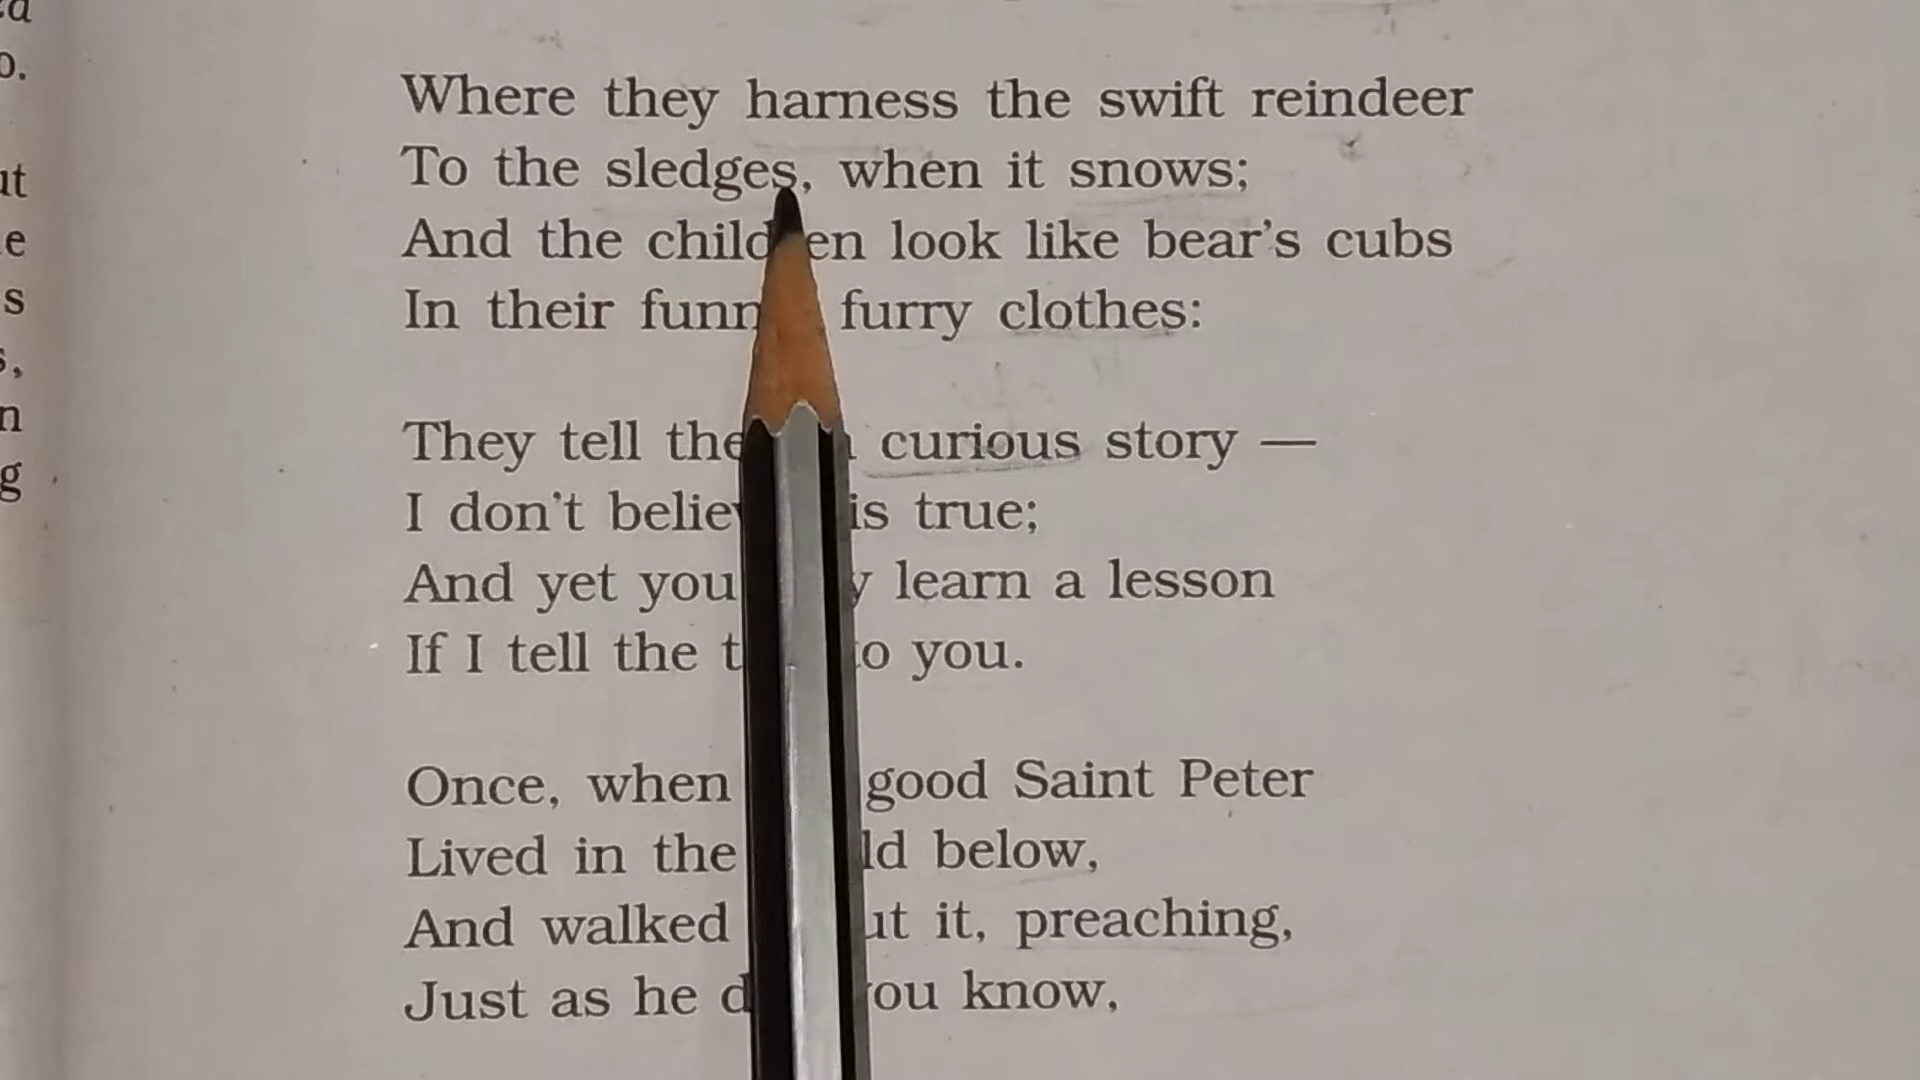 Where they harness the swift reindeer
To the sledges, when it snows;
And the children look like bear's cubs
In their funny furry clothes:
They tell them curious story —
I don't believe is true;
And yet you learn a lesson
If I tell the to you.
Once, when good Saint Peter
Lived in the below,
And walked it, preaching,
Just as he know,